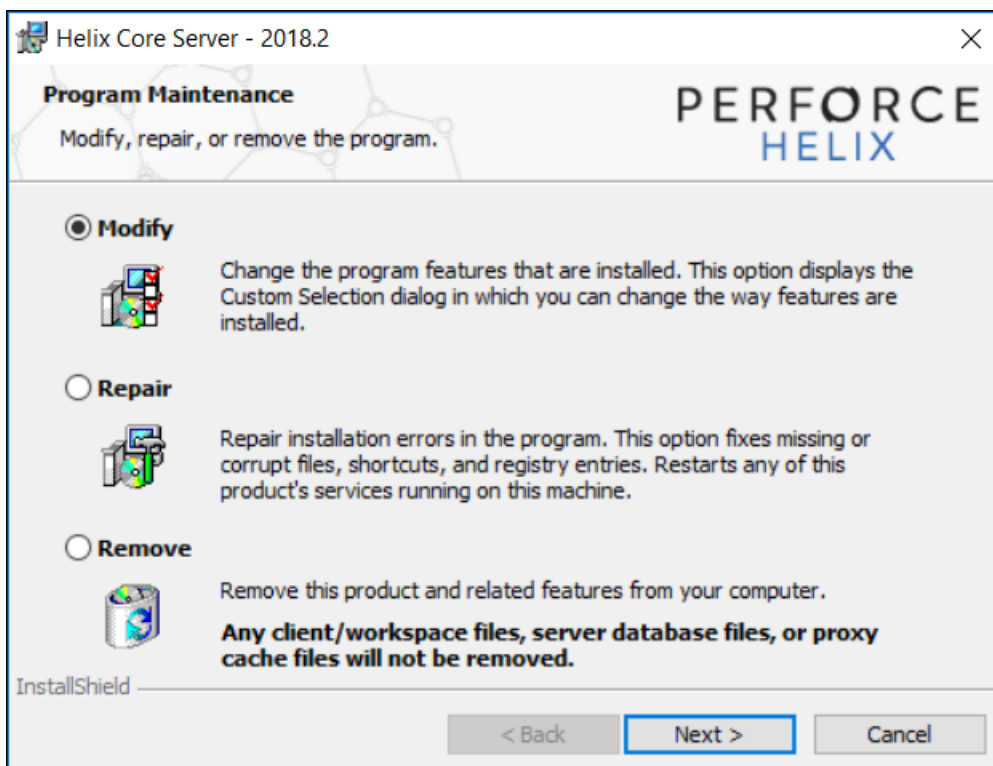 Helix Core Server - 2018.2
Program Maintenance
Modify, repair, or remove the program.
PERFORCE
HELIX
Modify
Change the program features that are installed. This option displays the
Custom Selection dialog in which you can change the way features are
installed.
Repair
Repair installation errors in the program. This option fixes missing or
corrupt files, shortcuts, and registry entries. Restarts any of this
product's services running on this machine.
Remove
Remove this product and related features from your computer.
Any client/workspace files, server database files, or proxy
cache files will not be removed.
InstallShield
< Back
Next >
Cancel